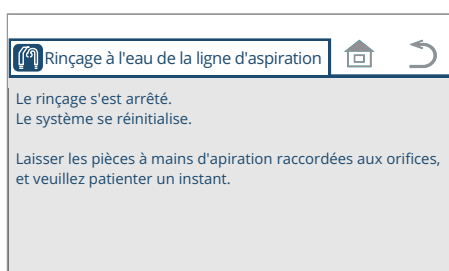 Rinçage à l'eau de la ligne d'aspiration
Le rinçage s'est arrêté.
Le système se réinitialise.
Laisser les pièces à mains d'apiration raccordées aux orifices,
et veuillez patienter un instant.